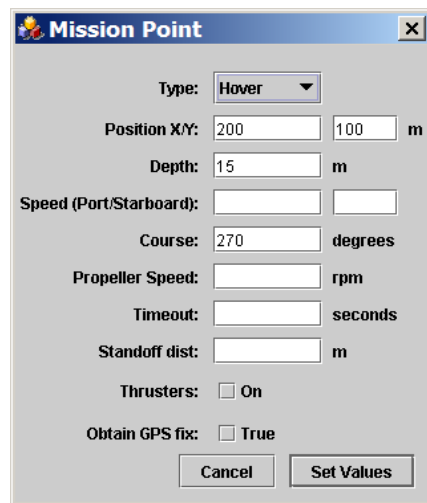 Mission Point
Type: Hover
Position X/Y: 200 100 m
Depth: 15 m
Speed (Port/Starboard):
Course: 270 degrees
Propeller Speed: rpm
Timeout: seconds
Standoff dist: m
Thrusters: On
Obtain GPS fix: True
Cancel Set Values